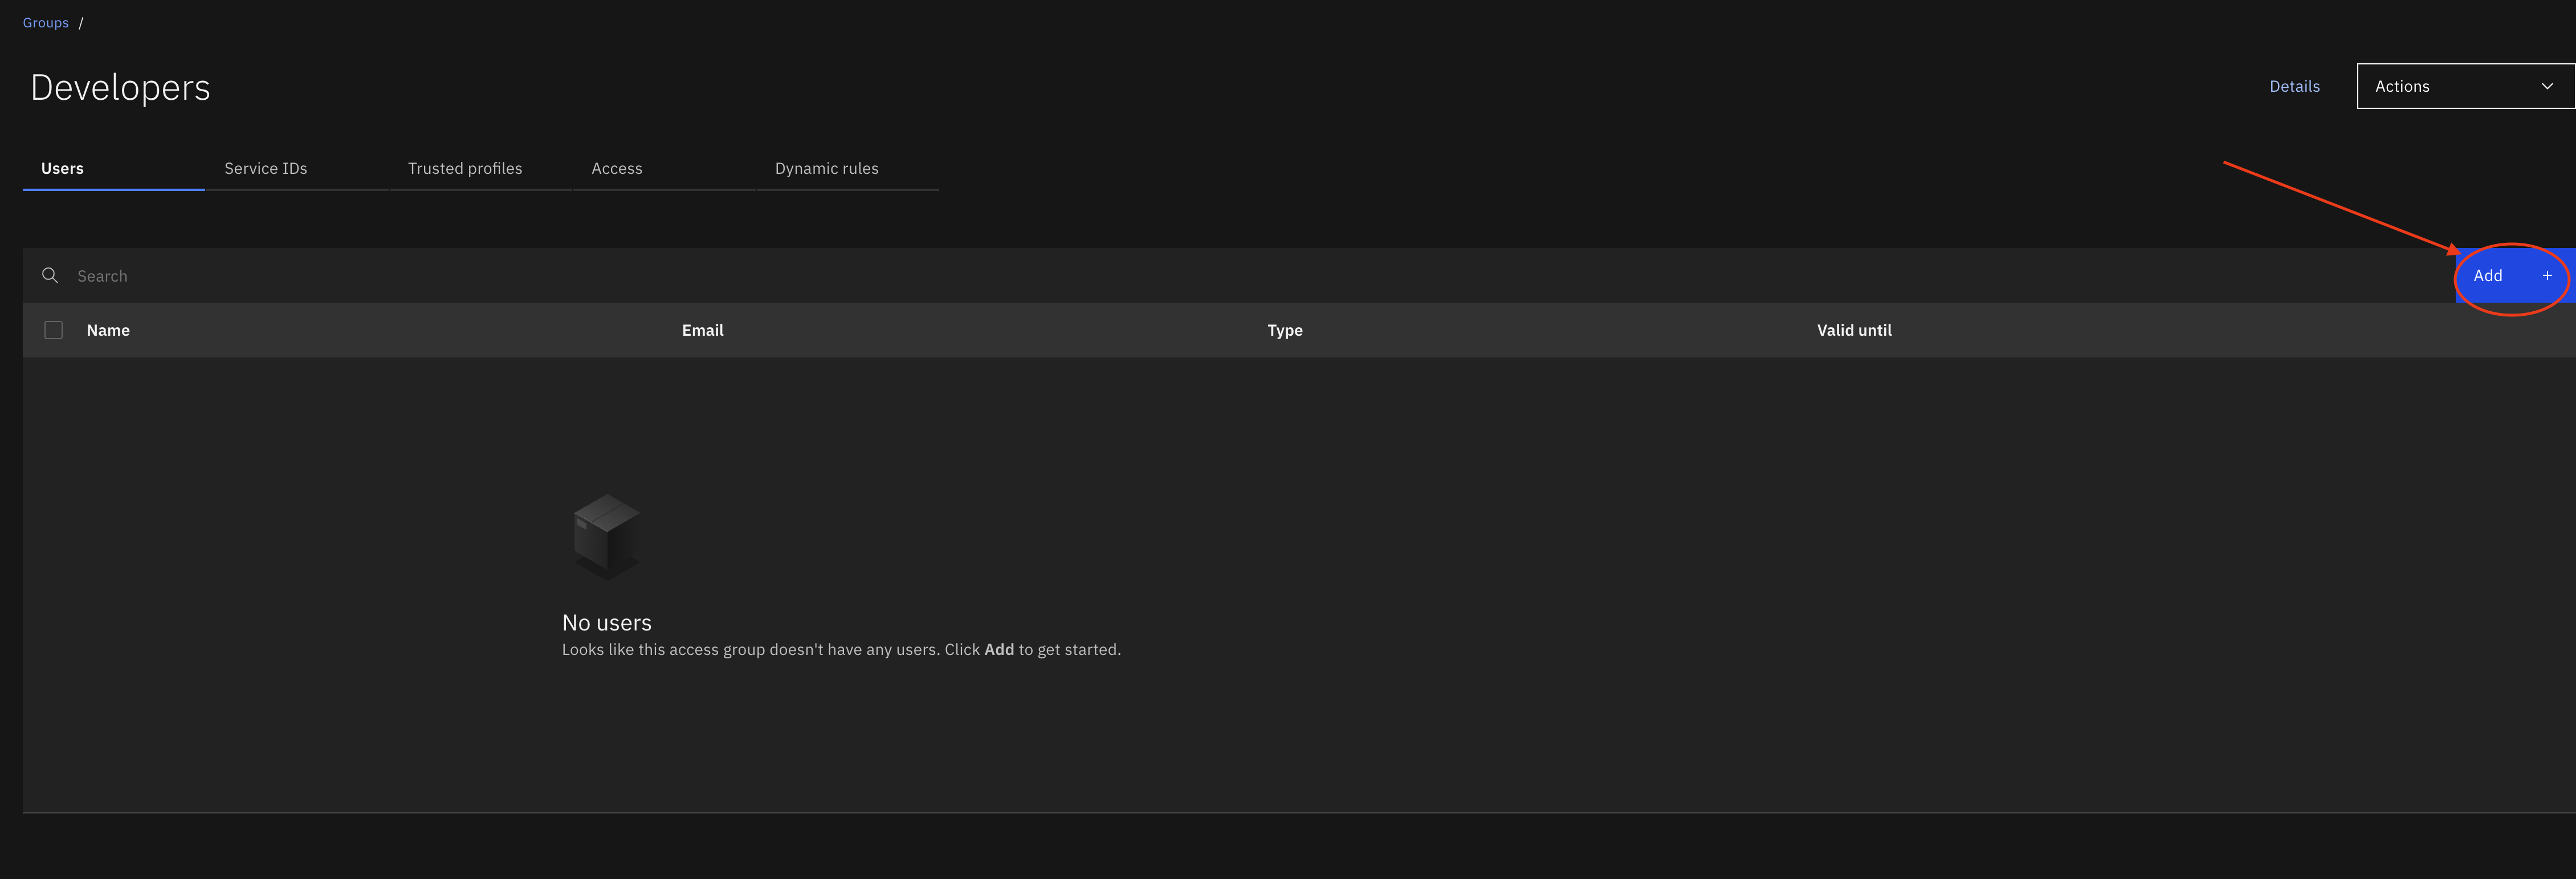 Groups /
Developers
Details
Actions
Users
Service IDs
Trusted profiles
Access
Dynamic rules
Search
Add +
Name
Email
Type
Valid until
No users
Looks like this access group doesn't have any users. Click Add to get started.